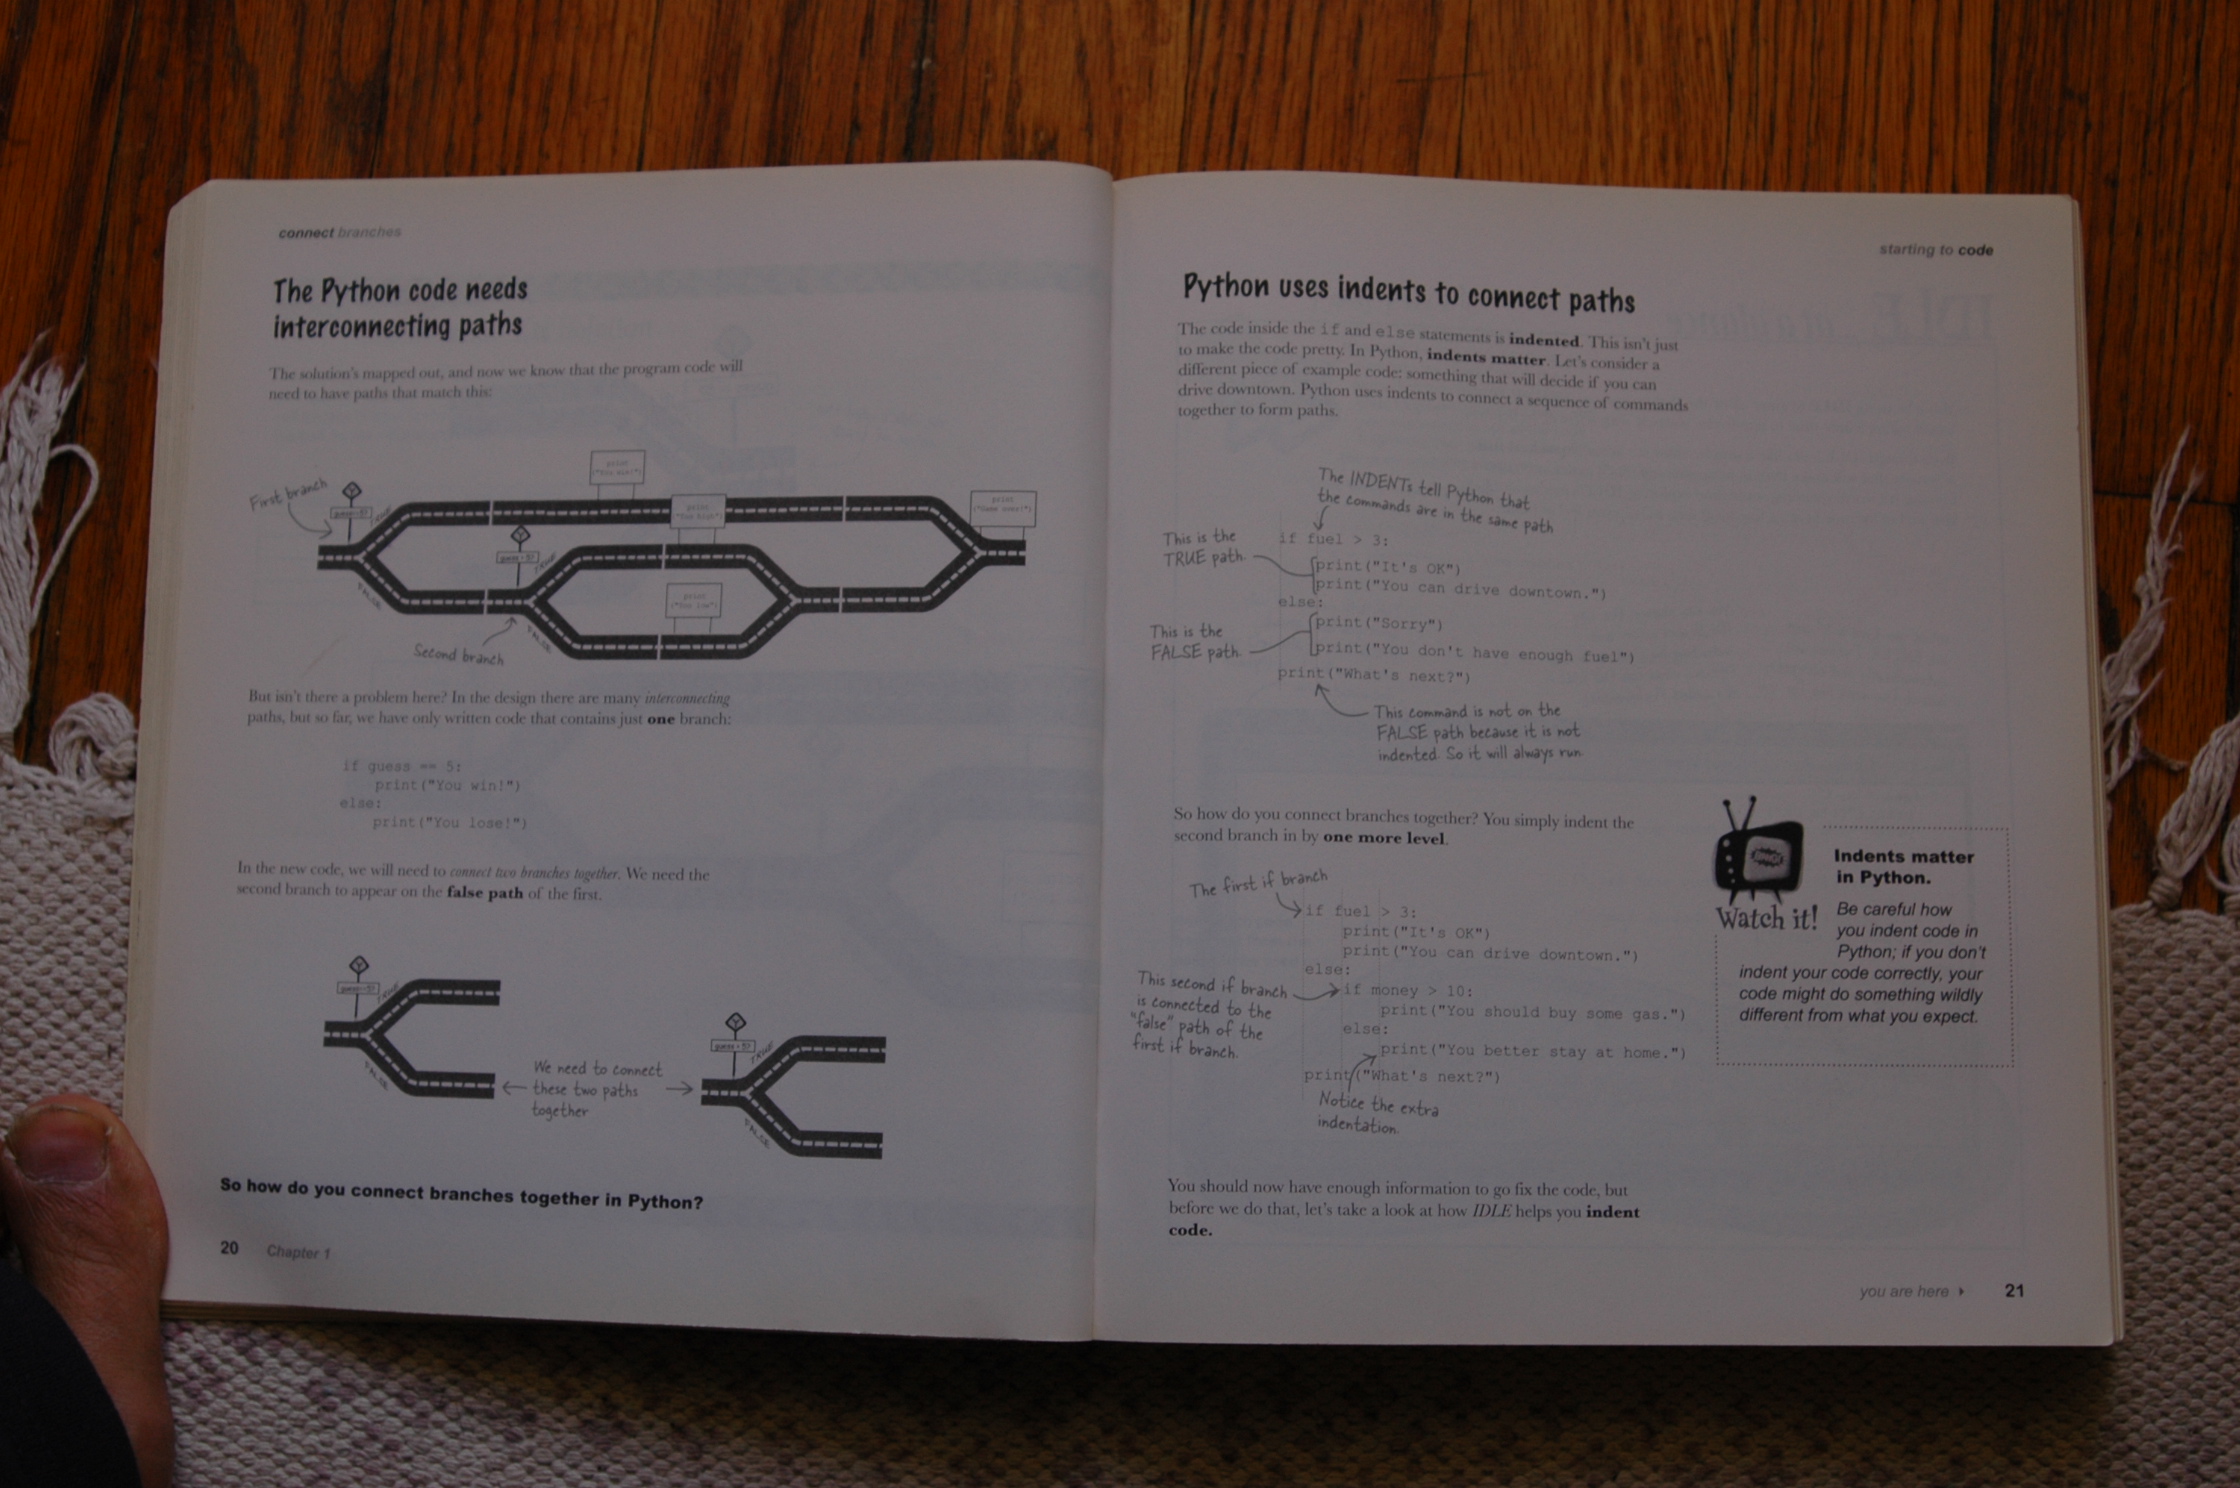 connect branches
The Python code needs
interconnecting paths
The solution's mapped out, and now we know that the program code will
need to have paths that match this:
First branch
TRUE
FALSE
guess > 5?
TRUE
FALSE
Second branch
print
print
print
print
But isn't there a problem here? In the design there are many interconnecting
paths, but so far, we have only written code that contains just one branch:
if guess == 5:
print("You win!")
else:
print("You lose!")
In the new code, we will need to connect two branches together. We need the
second branch to appear on the false path of the first.
TRUE
FALSE
We need to connect
these two paths
together
guess > 5?
TRUE
FALSE
So how do you connect branches together in Python?
20 Chapter 1
starting to code
Python uses indents to connect paths
The code inside the if and else statements is indented. This isn't just
to make the code pretty. In Python, indents matter. Let's consider a
different piece of example code: something that will decide if you can
drive downtown. Python uses indents to connect a sequence of commands
together to form paths.
The INDENTs tell Python that
the commands are in the same path
This is the
TRUE path.
if fuel > 3:
print("It's OK")
print("You can drive downtown.")
else:
This is the
FALSE path.
print("Sorry")
print("You don't have enough fuel")
print("What's next?")
This command is not on the
FALSE path because it is not
indented. So it will always run
So how do you connect branches together? You simply indent the
second branch in by one more level.
The first if branch
if fuel > 3:
print("It's OK")
print("You can drive downtown.")
else:
This second if branch
is connected to the
"false" path of the
first if branch.
if money > 10:
print("You should buy some gas.")
else:
print("You better stay at home.")
print("What's next?")
Notice the extra
indentation.
Watch it!
Indents matter
in Python.
Be careful how
you indent code in
Python; if you don't
indent your code correctly, your
code might do something wildly
different from what you expect.
You should now have enough information to go fix the code, but
before we do that, let's take a look at how IDLE helps you indent
code.
you are here ▸ 21